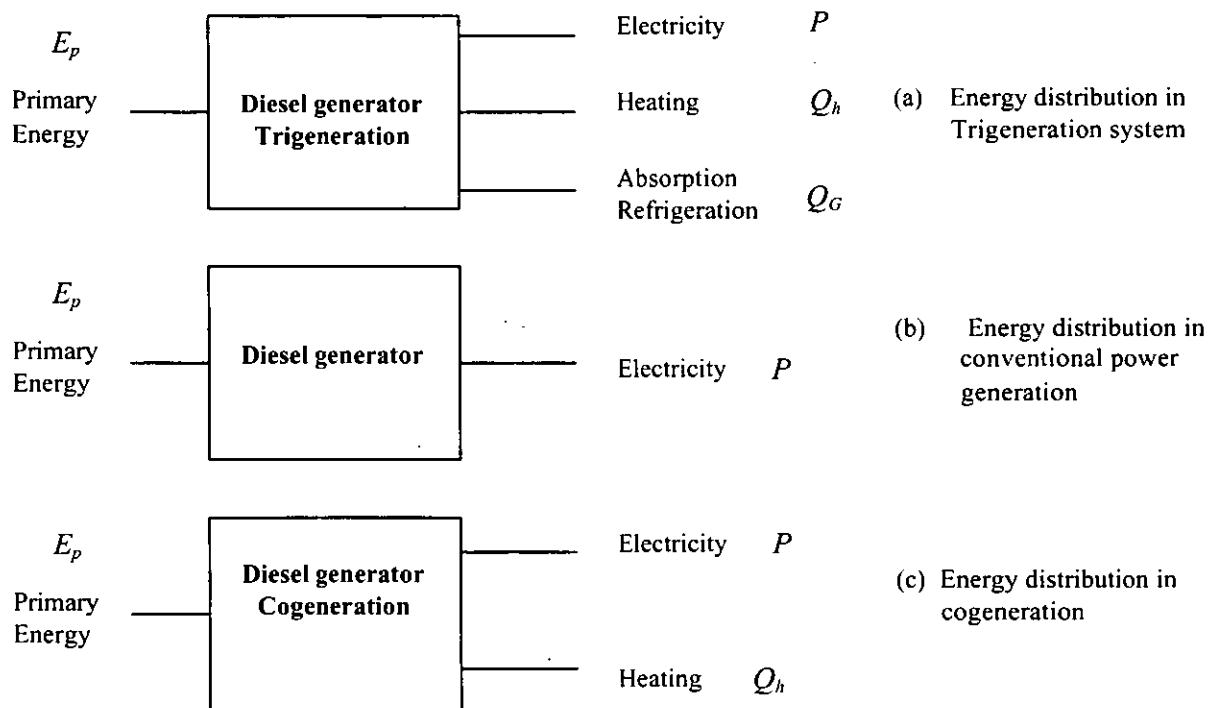 E_p
Primary
Energy
Diesel generator
Trigeneration
Electricity P
Heating Q_h
Absorption
Refrigeration Q_G
(a) Energy distribution in
Trigeneration system
E_p
Primary
Energy
Diesel generator
Electricity P
(b) Energy distribution in
conventional power
generation
E_p
Primary
Energy
Diesel generator
Cogeneration
Electricity P
Heating Q_h
(c) Energy distribution in
cogeneration